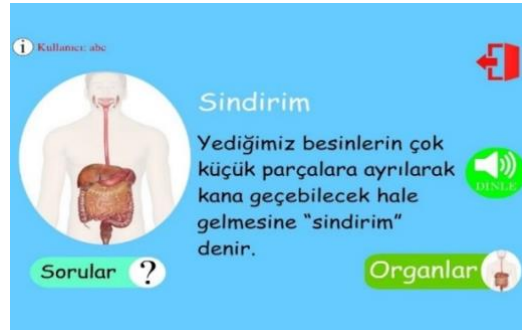 i Kullanıcı: abc
Sindirim
Yediğimiz besinlerin çok
küçük parçalara ayrılarak
kana geçebilecek hale
gelmesine “sindirim”
denir.
DİNLE
Sorular ?
Organlar